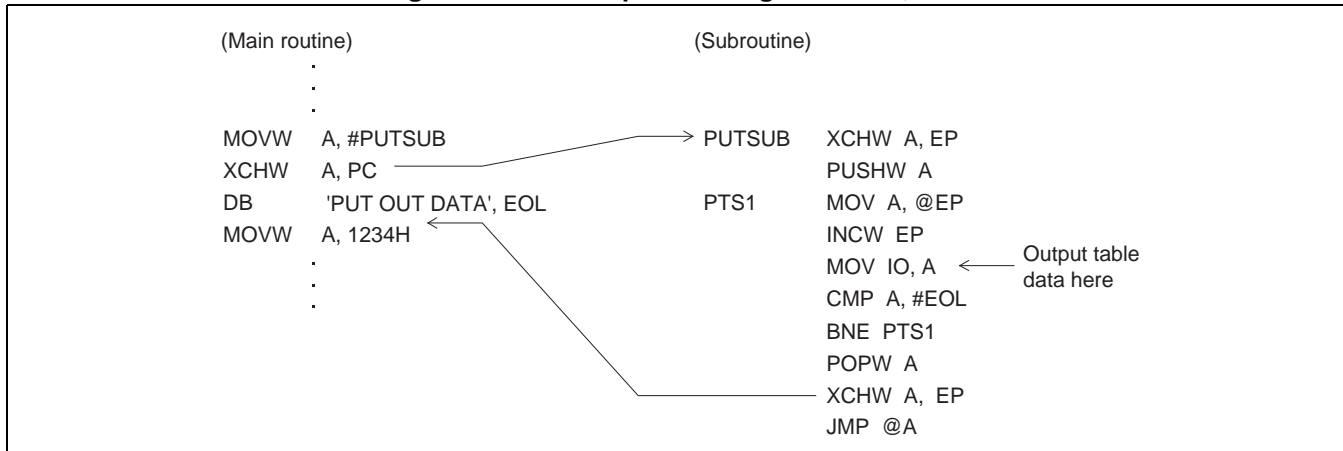 (Main routine)
.
.
.
MOVW A, #PUTSUB
XCHW A, PC
DB 'PUT OUT DATA', EOL
MOVW A, 1234H
.
.
.
(Subroutine)
PUTSUB XCHW A, EP
PUSHW A
PTS1 MOV A, @EP
INCW EP
MOV IO, A
Output table
data here
CMP A, #EOL
BNE PTS1
POPW A
XCHW A, EP
JMP @A